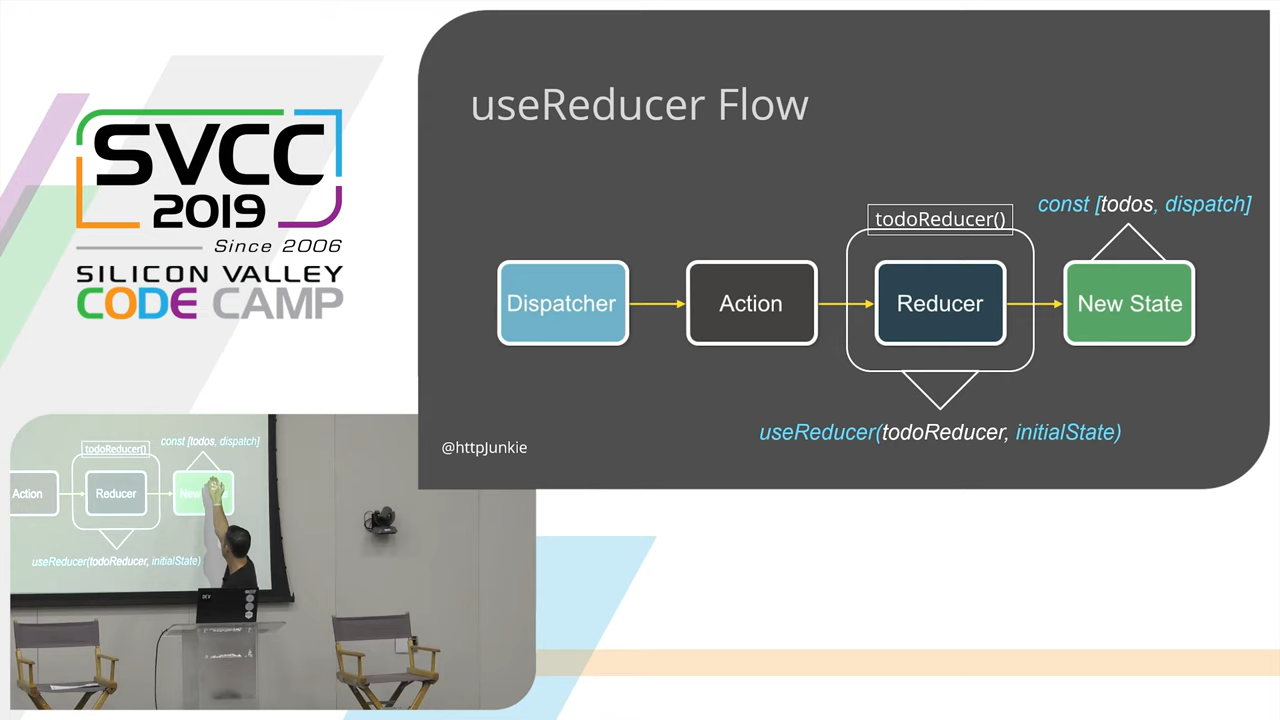 SVCC
2019
Since 2006
SILICON VALLEY
CODE CAMP
useReducer Flow
const [todos, dispatch]
todoReducer()
Dispatcher
Action
Reducer
New State
useReducer(todoReducer, initialState)
@httpJunkie
const [todos, dispatch]
todoReducer()
Action
Reducer
useReducer(todoReducer, initialState)